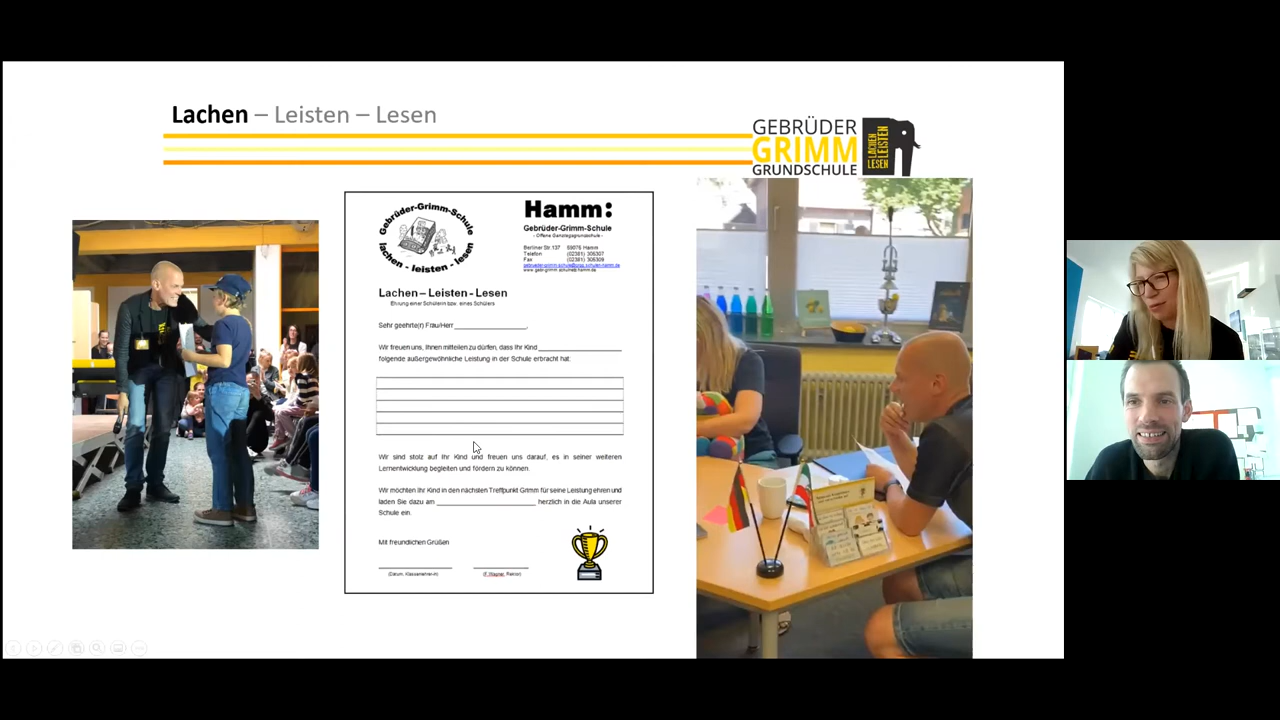 Lachen – Leisten – Lesen
GEBRÜDER
GRIMM
GRUNDSCHULE
LACHEN
LEISTEN
LESEN
Gebrüder-Grimm-Schule
lachen - leisten - lesen
Hamm:
Gebrüder-Grimm-Schule
- Offene Ganztagsgrundschule -
Berliner Str.137 59075 Hamm
Telefon (02381) 305307
Fax (02381) 305309
Lachen – Leisten - Lesen
Ehrung einer Schülerin bzw. eines Schülers
Sehr geehrte(r) Frau/Herr ,
Wir freuen uns, Ihnen mitteilen zu dürfen, dass Ihr Kind
folgende außergewöhnliche Leistung in der Schule erbracht hat:
Wir sind stolz auf Ihr Kind und freuen uns darauf, es in seiner weiteren
Lernentwicklung begleiten und fördern zu können.
Wir möchten Ihr Kind in den nächsten Treffpunkt Grimm für seine Leistung ehren und
laden Sie dazu am herzlich in die Aula unserer
Schule ein.
Mit freundlichen Grüßen
(Datum, Klassenlehrer-in) (F. Wagner, Rektor)